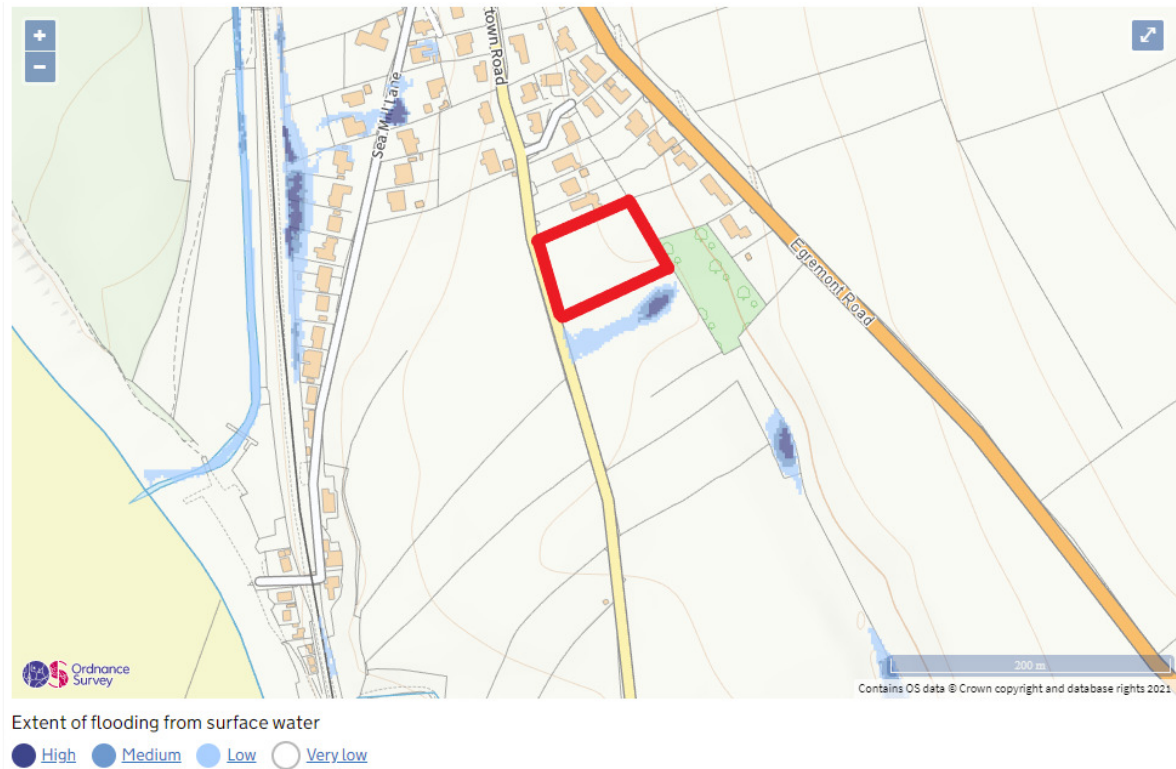 +
−
ttown Road
Sea Mill Lane
Egremont Road
Ordnance
Survey
200 m
Contains OS data © Crown copyright and database rights 2021
Extent of flooding from surface water
High Medium Low Very low